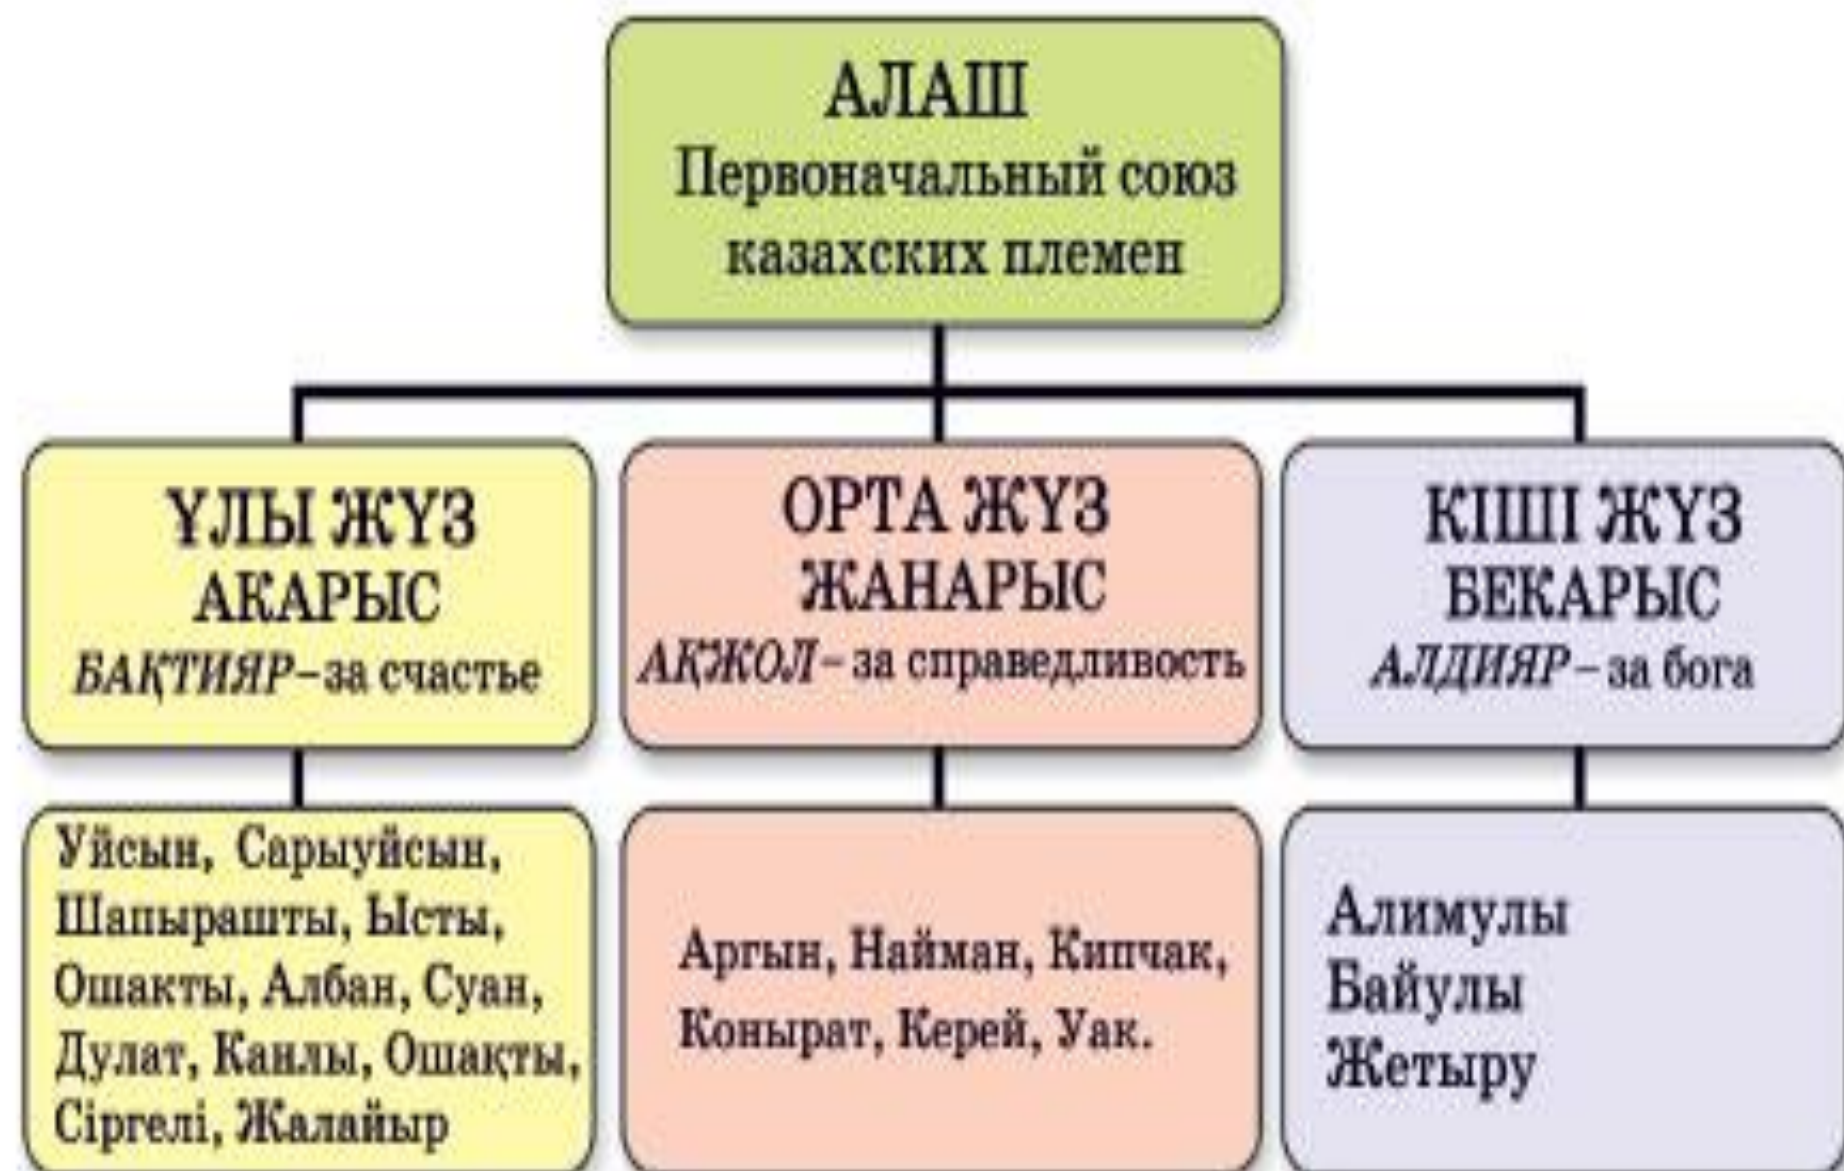 АЛАШ
Первоначальный союз
казахских племен
ҰЛЫ ЖҮЗ
АКАРЫС
БАҚТИЯР–за счастье
ОРТА ЖҮЗ
ЖАНАРЫС
АҚЖОЛ–за справедливость
КІШІ ЖҮЗ
БЕКАРЫС
АЛДИЯР–за бога
Уйсын, Сарыуйсын,
Шапырашты, Ысты,
Ошакты, Албан, Суан,
Дулат, Канлы, Ошақты,
Сіргелі, Жалайыр
Аргын, Найман, Кипчак,
Конырат, Керей, Уак.
Алимулы
Байулы
Жетыру